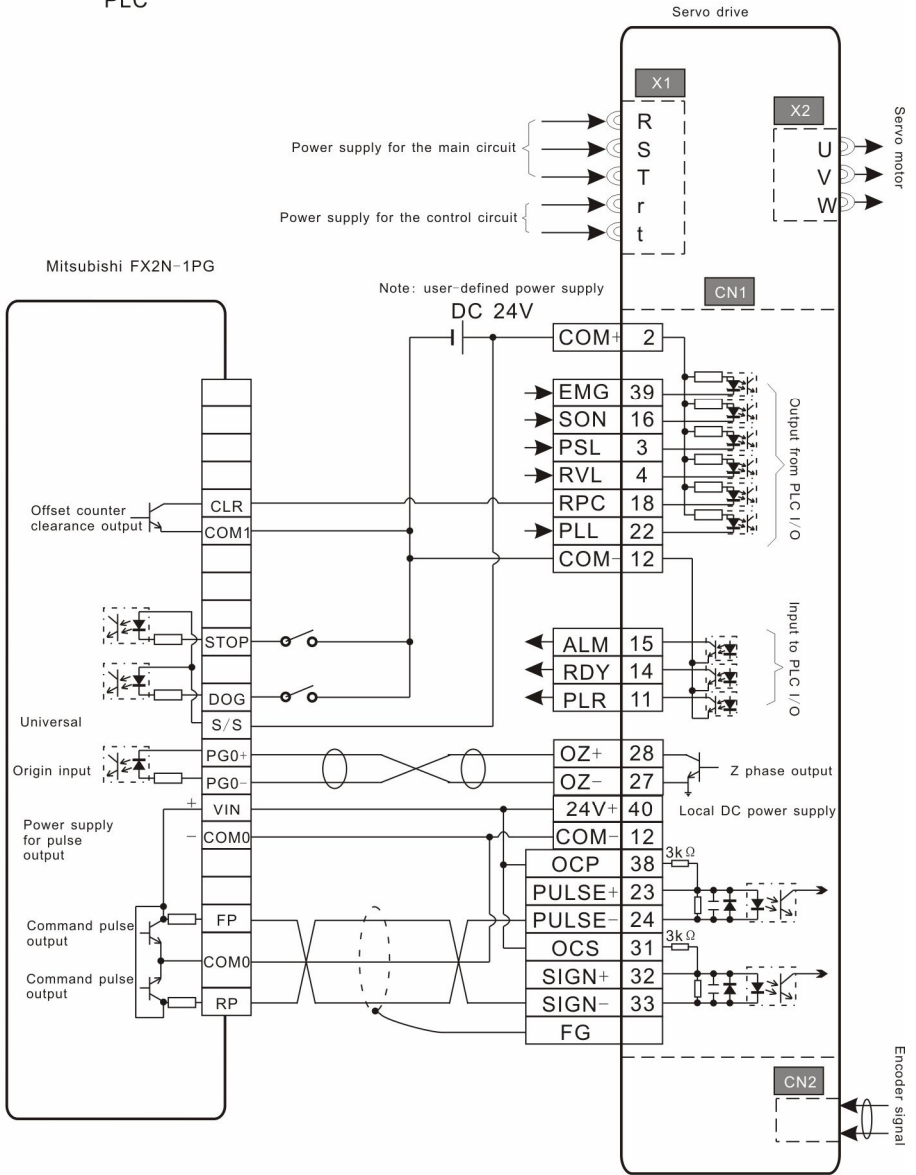 PLC
Servo drive
X1
R
S
T
r
t
Power supply for the main circuit
Power supply for the control circuit
X2
U
V
W
Servo motor
Mitsubishi FX2N-1PG
Note: user-defined power supply
DC 24V
CN1
COM+ 2
EMG 39
SON 16
PSL 3
RVL 4
RPC 18
PLL 22
COM- 12
Output from PLC I/O
ALM 15
RDY 14
PLR 11
Input to PLC I/O
OZ+ 28
OZ- 27
Z phase output
24V+ 40
Local DC power supply
COM- 12
OCP 38
3kΩ
PULSE+ 23
PULSE- 24
OCS 31
3kΩ
SIGN+ 32
SIGN- 33
FG
CN2
Encoder signal
Offset counter
clearance output
CLR
COM1
STOP
DOG
Universal
S/S
Origin input
PG0+
PG0-
+ VIN
- COM0
Power supply
for pulse
output
Command pulse
output
FP
COM0
Command pulse
output
RP